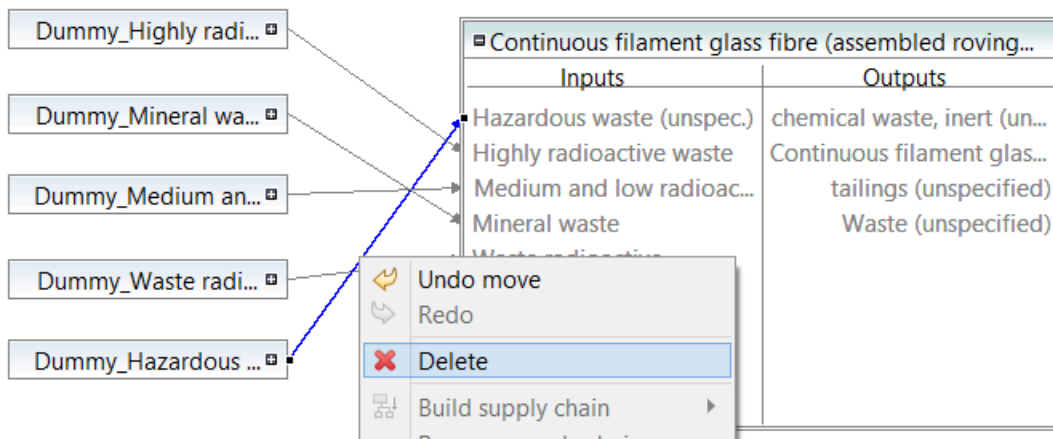 Dummy_Highly radi...
Dummy_Mineral wa...
Dummy_Medium an...
Dummy_Waste radi...
Dummy_Hazardous ...
Continuous filament glass fibre (assembled roving...
Inputs
Outputs
Hazardous waste (unspec.)
chemical waste, inert (un...
Highly radioactive waste
Continuous filament glas...
Medium and low radioac...
tailings (unspecified)
Mineral waste
Waste (unspecified)
Waste radioactive
Undo move
Redo
Delete
Build supply chain